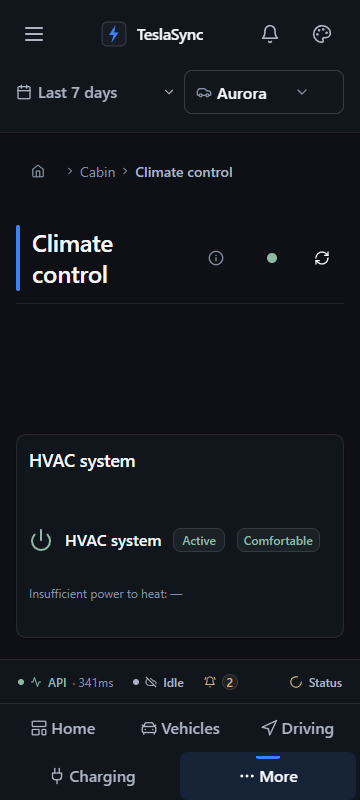 TeslaSync
Last 7 days
Aurora
Cabin
Climate control
Climate
control
HVAC system
HVAC system
Active
Comfortable
Insufficient power to heat: —
API · 341ms
Idle
2
Status
Home
Vehicles
Driving
Charging
More